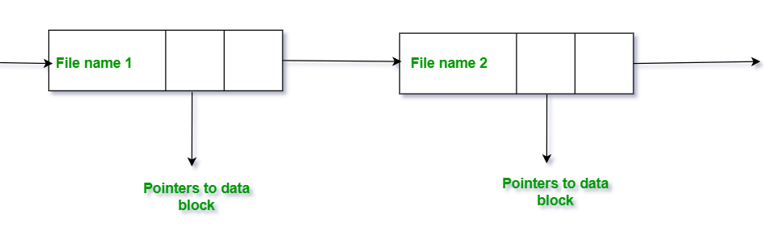 File name 1
File name 2
Pointers to data
block
Pointers to data
block